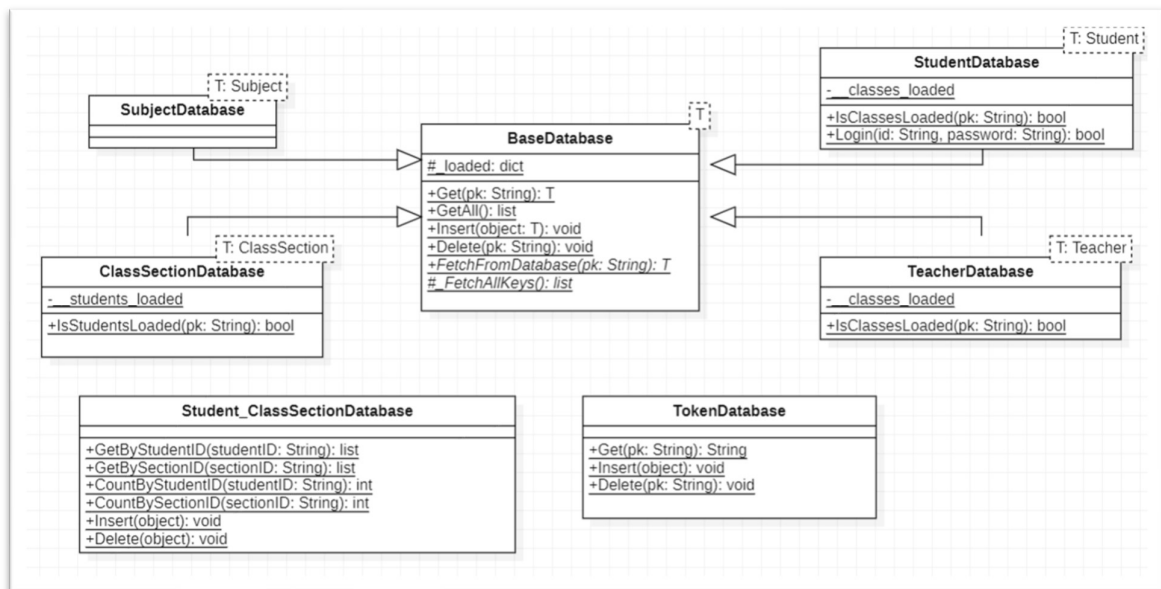 T: Subject
SubjectDatabase
T
BaseDatabase
#_loaded: dict
+Get(pk: String): T
+GetAll(): list
+Insert(object: T): void
+Delete(pk: String): void
+FetchFromDatabase(pk: String): T
#_FetchAllKeys(): list
T: Student
StudentDatabase
-__classes_loaded
+IsClassesLoaded(pk: String): bool
+Login(id: String, password: String): bool
T: ClassSection
ClassSectionDatabase
-__students_loaded
+IsStudentsLoaded(pk: String): bool
T: Teacher
TeacherDatabase
-__classes_loaded
+IsClassesLoaded(pk: String): bool
Student_ClassSectionDatabase
+GetByStudentID(studentID: String): list
+GetBySectionID(sectionID: String): list
+CountByStudentID(studentID: String): int
+CountBySectionID(sectionID: String): int
+Insert(object): void
+Delete(object): void
TokenDatabase
+Get(pk: String): String
+Insert(object): void
+Delete(pk: String): void